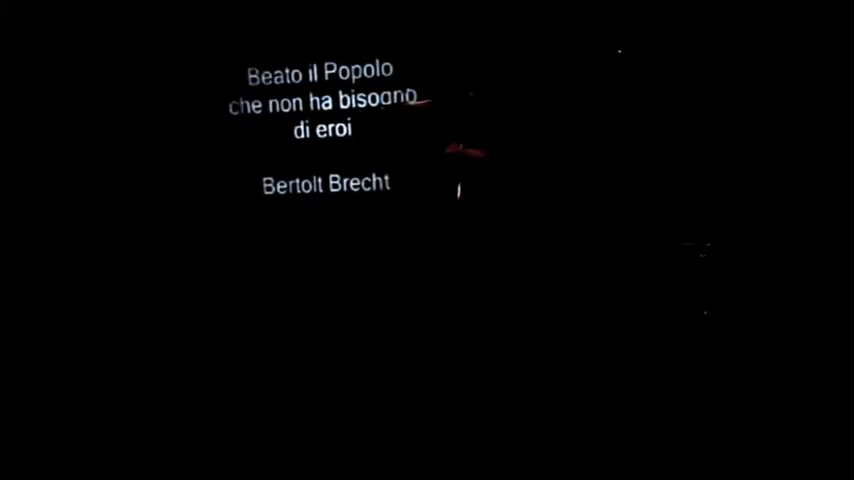 Beato il Popolo
che non ha bisogno
di eroi
Bertolt Brecht